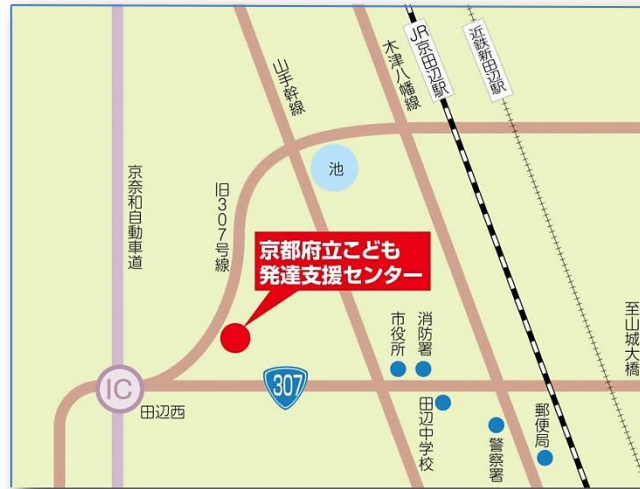 JR京田辺駅
近鉄新田辺駅
山手幹線
木津八幡線
池
京奈和自動車道
旧307号線
京都府立こども
発達支援センター
至山城大橋
市役所
消防署
IC
田辺西
307
田辺中学校
警察署
郵便局